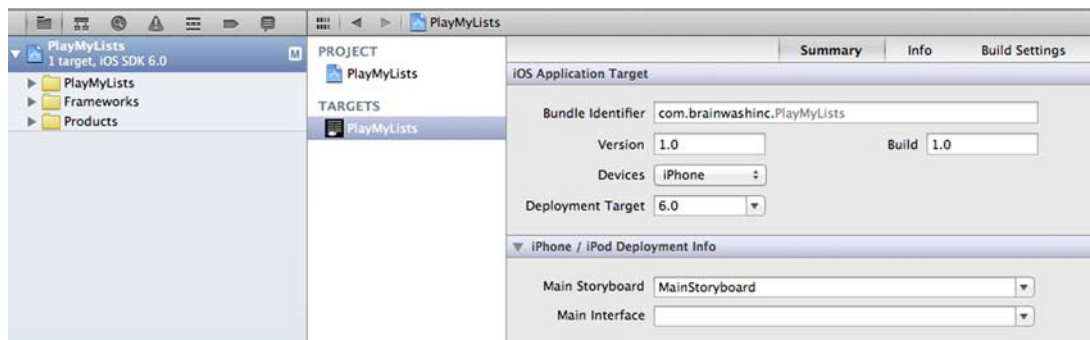 PlayMyLists
PlayMyLists
1 target, iOS SDK 6.0
M
PlayMyLists
Frameworks
Products
PROJECT
PlayMyLists
TARGETS
PlayMyLists
Summary Info Build Settings
iOS Application Target
Bundle Identifier com.brainwashinc.PlayMyLists
Version 1.0 Build 1.0
Devices iPhone
Deployment Target 6.0
iPhone / iPod Deployment Info
Main Storyboard MainStoryboard
Main Interface